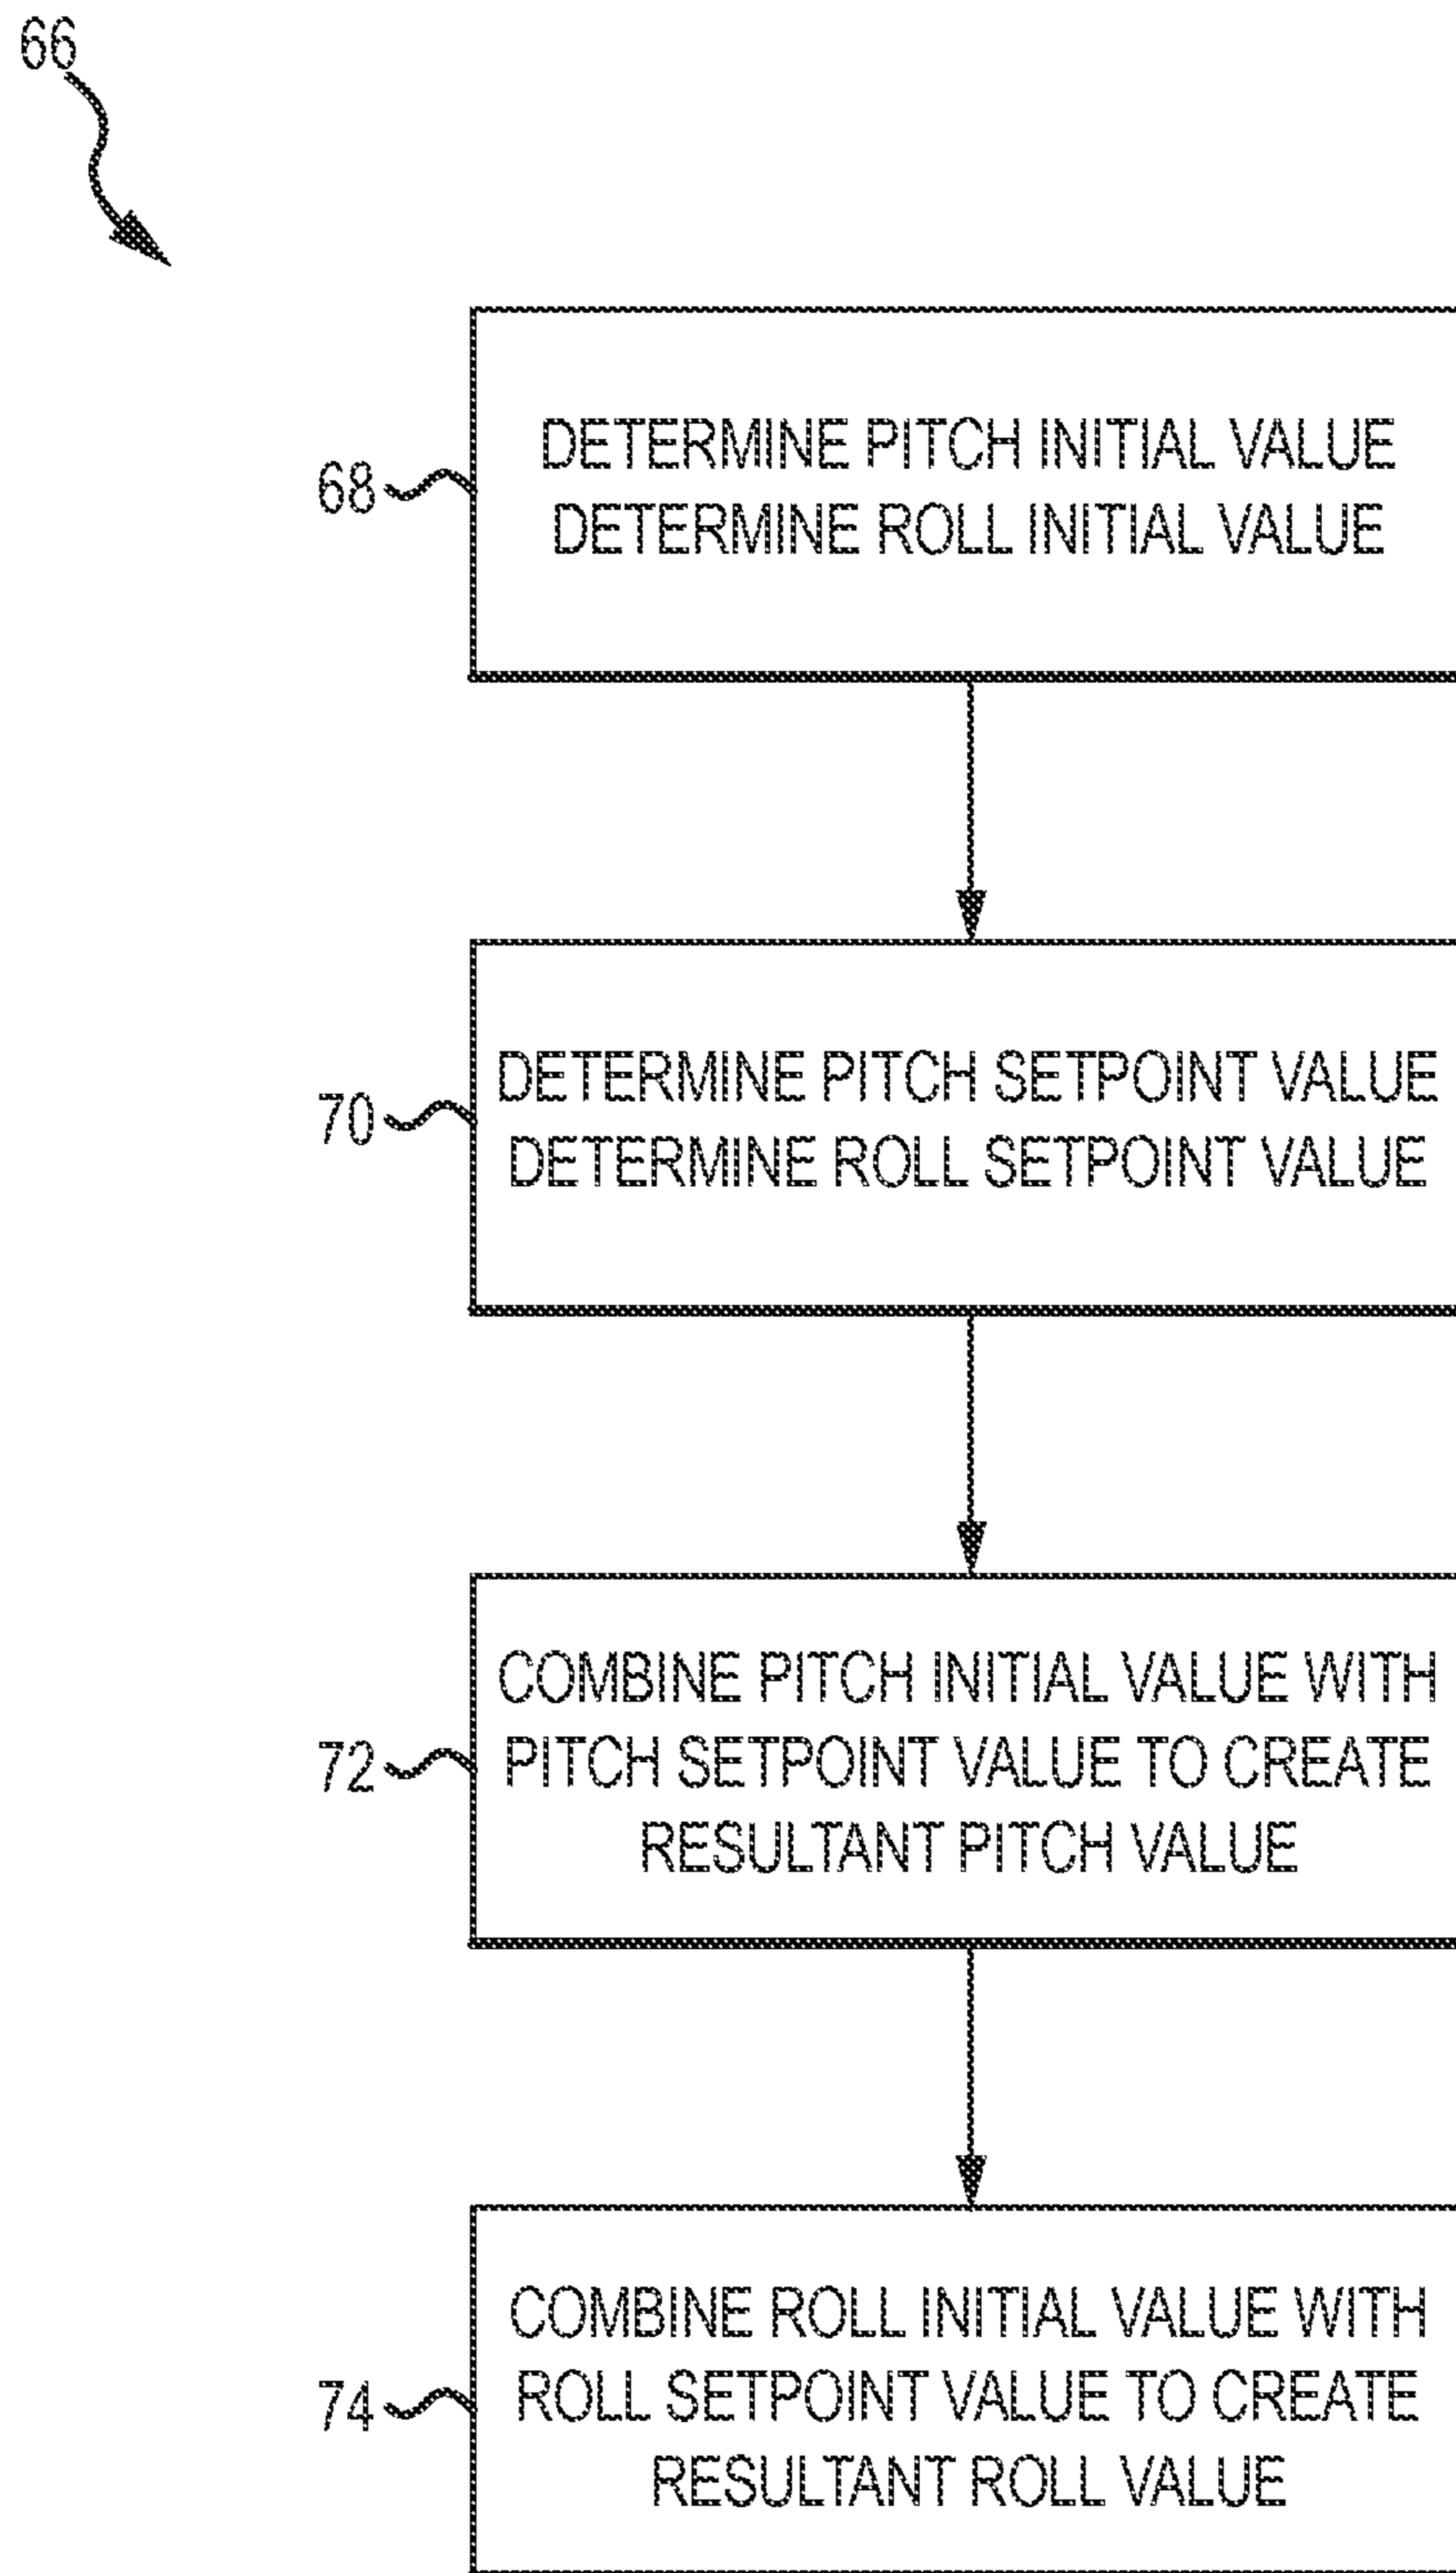 66
DETERMINE PITCH INITIAL VALUE
DETERMINE ROLL INITIAL VALUE
68
DETERMINE PITCH SETPOINT VALUE
DETERMINE ROLL SETPOINT VALUE
70
COMBINE PITCH INITIAL VALUE WITH
PITCH SETPOINT VALUE TO CREATE
RESULTANT PITCH VALUE
72
COMBINE ROLL INITIAL VALUE WITH
ROLL SETPOINT VALUE TO CREATE
RESULTANT ROLL VALUE
74